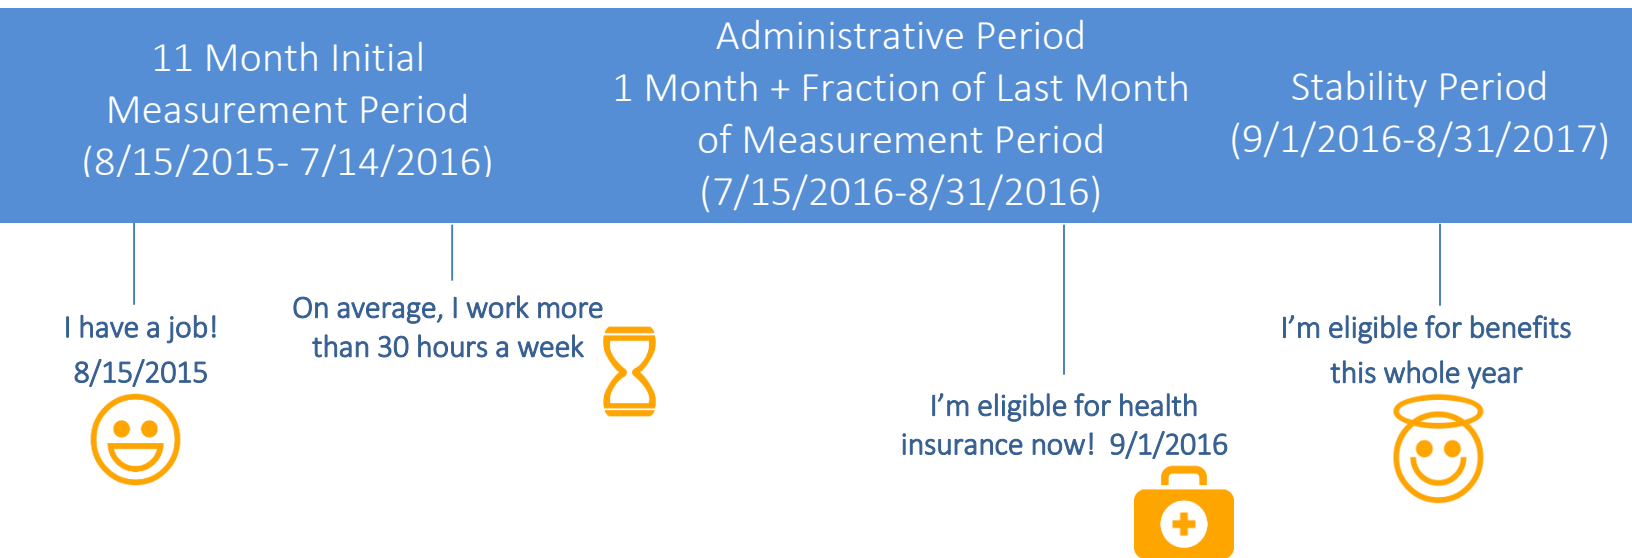 11 Month Initial
Measurement Period
(8/15/2015- 7/14/2016)
Administrative Period
1 Month + Fraction of Last Month
of Measurement Period
(7/15/2016-8/31/2016)
Stability Period
(9/1/2016-8/31/2017)
I have a job!
8/15/2015
On average, I work more
than 30 hours a week
I'm eligible for health
insurance now!  9/1/2016
I'm eligible for benefits
this whole year